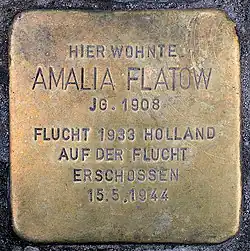 HIER WOHNTE
AMALIA FLATOW
JG. 1908
FLUCHT 1933 HOLLAND
AUF DER FLUCHT
ERSCHOSSEN
15.5.1944